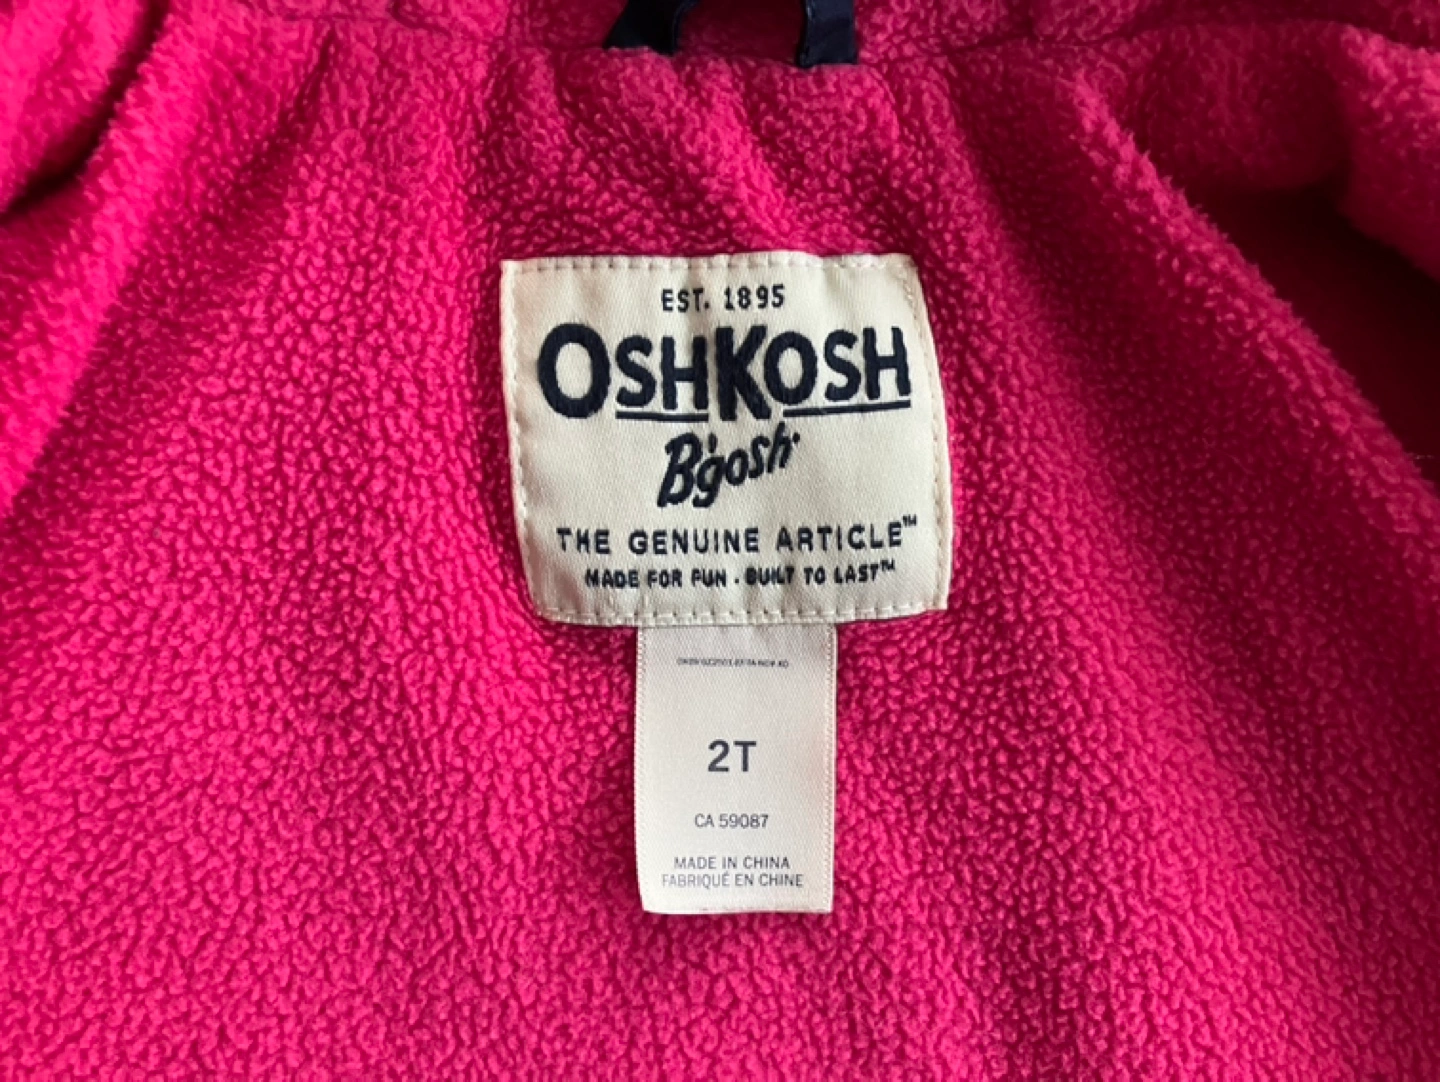 EST. 1895
OSHKOSH
B'gosh
THE GENUINE ARTICLE™
MADE FOR FUN . BUILT TO LAST™
2T
CA 59087
MADE IN CHINA
FABRIQUÉ EN CHINE